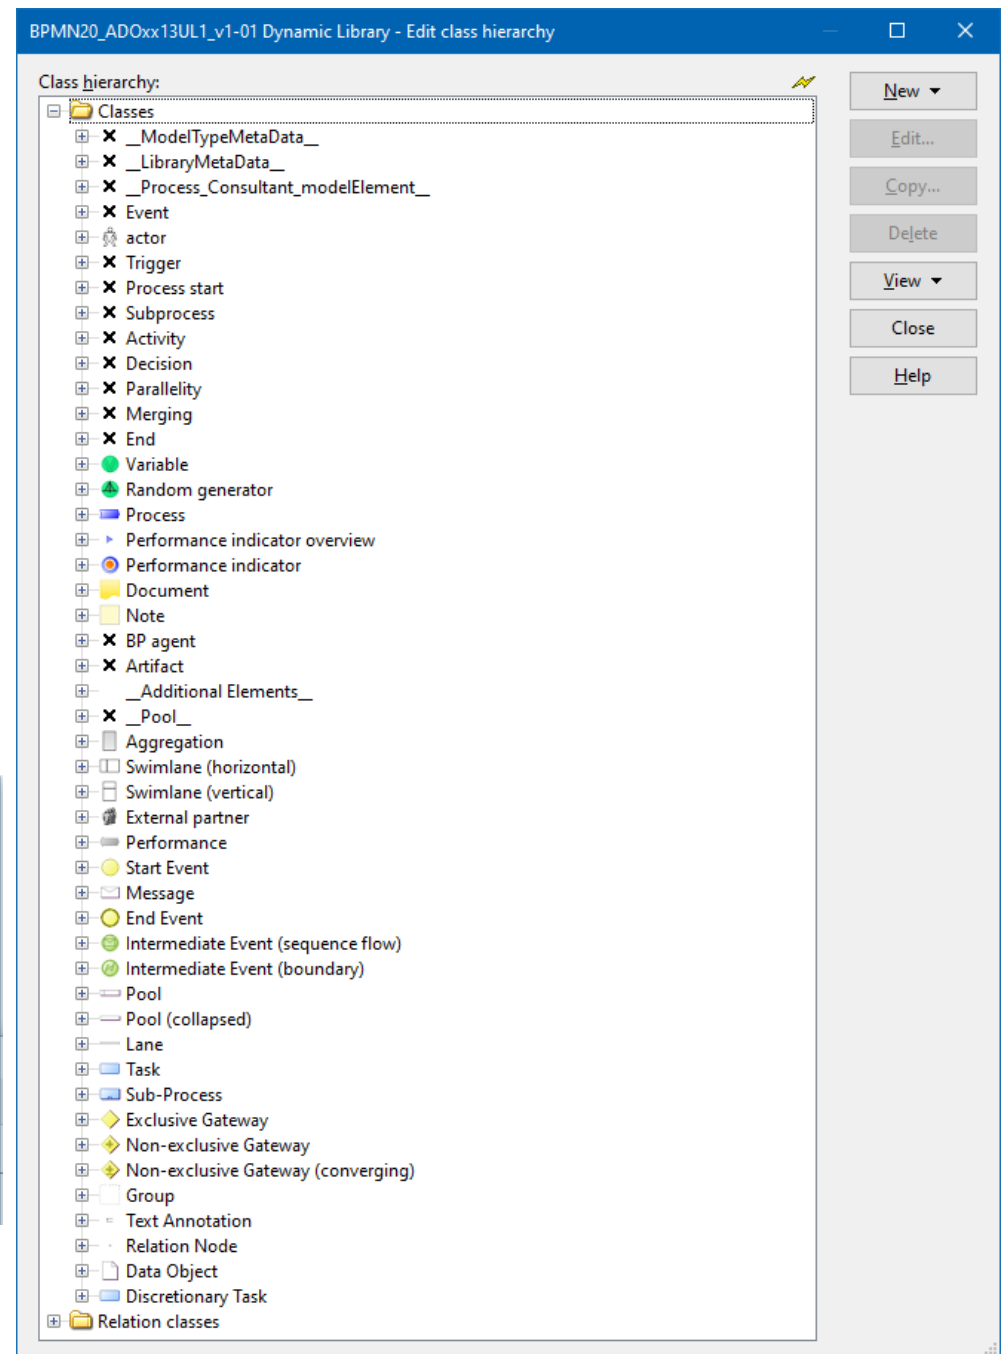 BPMN20_ADOxx13UL1_v1-01 Dynamic Library - Edit class hierarchy
Class hierarchy:
Classes
__ModelTypeMetaData__
__LibraryMetaData__
__Process_Consultant_modelElement__
Event
actor
Trigger
Process start
Subprocess
Activity
Decision
Parallelity
Merging
End
Variable
Random generator
Process
Performance indicator overview
Performance indicator
Document
Note
BP agent
Artifact
__Additional Elements__
__Pool__
Aggregation
Swimlane (horizontal)
Swimlane (vertical)
External partner
Performance
Start Event
Message
End Event
Intermediate Event (sequence flow)
Intermediate Event (boundary)
Pool
Pool (collapsed)
Lane
Task
Sub-Process
Exclusive Gateway
Non-exclusive Gateway
Non-exclusive Gateway (converging)
Group
Text Annotation
Relation Node
Data Object
Discretionary Task
Relation classes
New
Edit...
Copy...
Delete
View
Close
Help